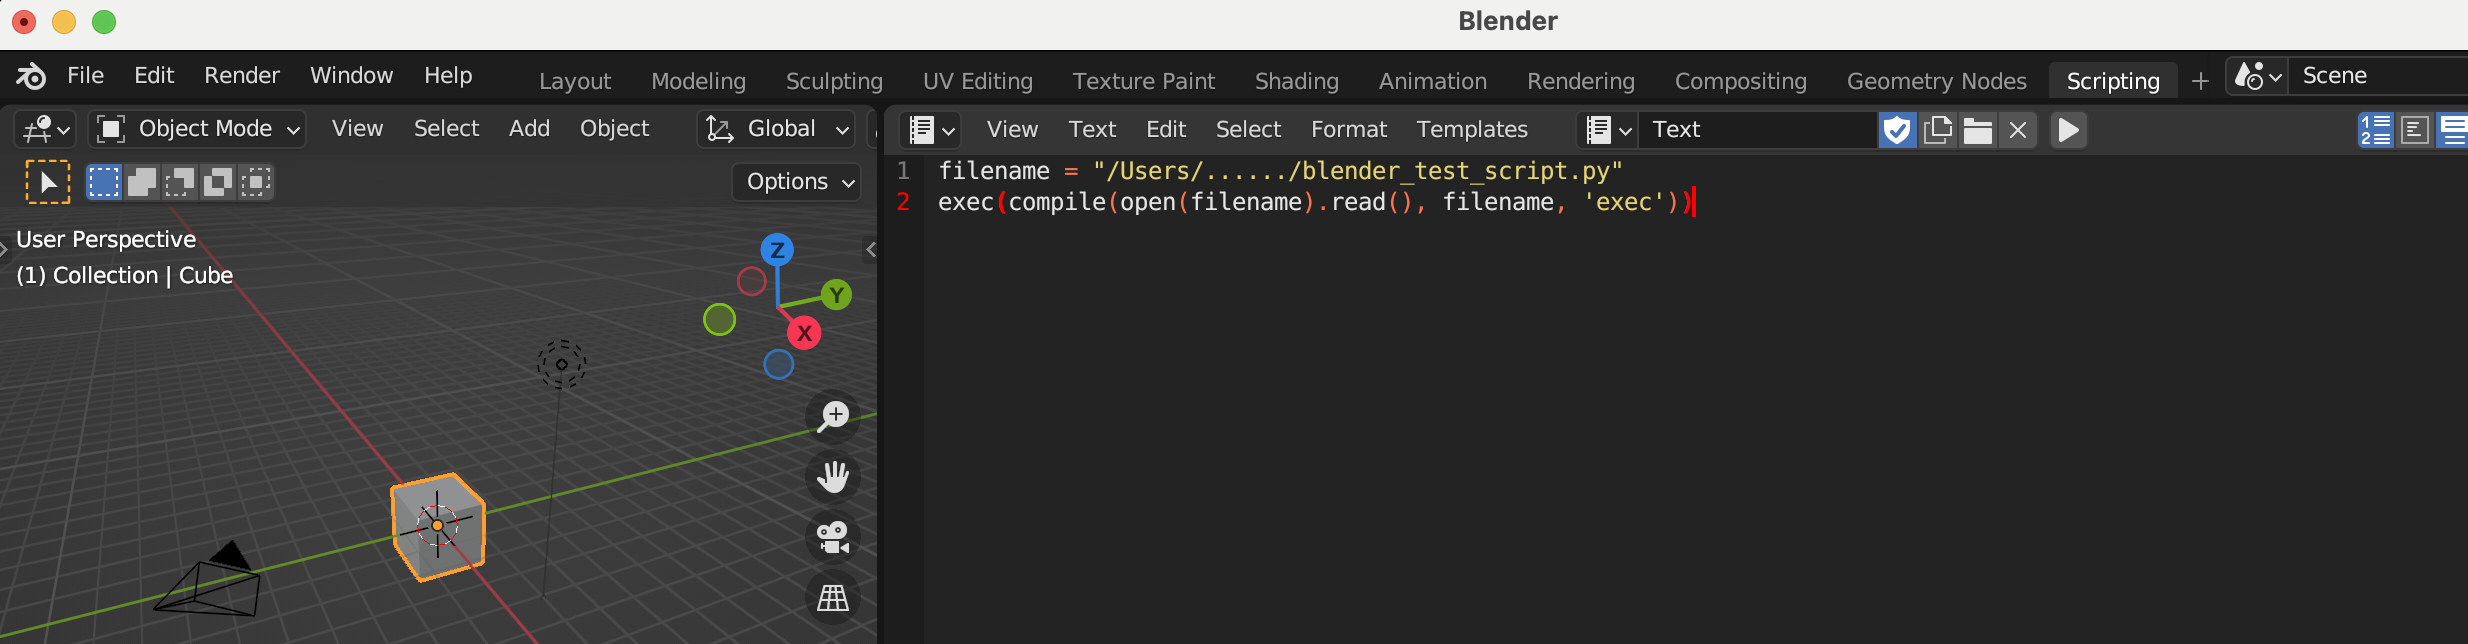 Blender
File Edit Render Window Help Layout Modeling Sculpting UV Editing Texture Paint Shading Animation Rendering Compositing Geometry Nodes Scripting + Scene
Object Mode View Select Add Object Global
Options
User Perspective
(1) Collection | Cube
Z
Y
X
View Text Edit Select Format Templates Text
1 filename = "/Users/....../blender_test_script.py"
2 exec(compile(open(filename).read(), filename, 'exec'))